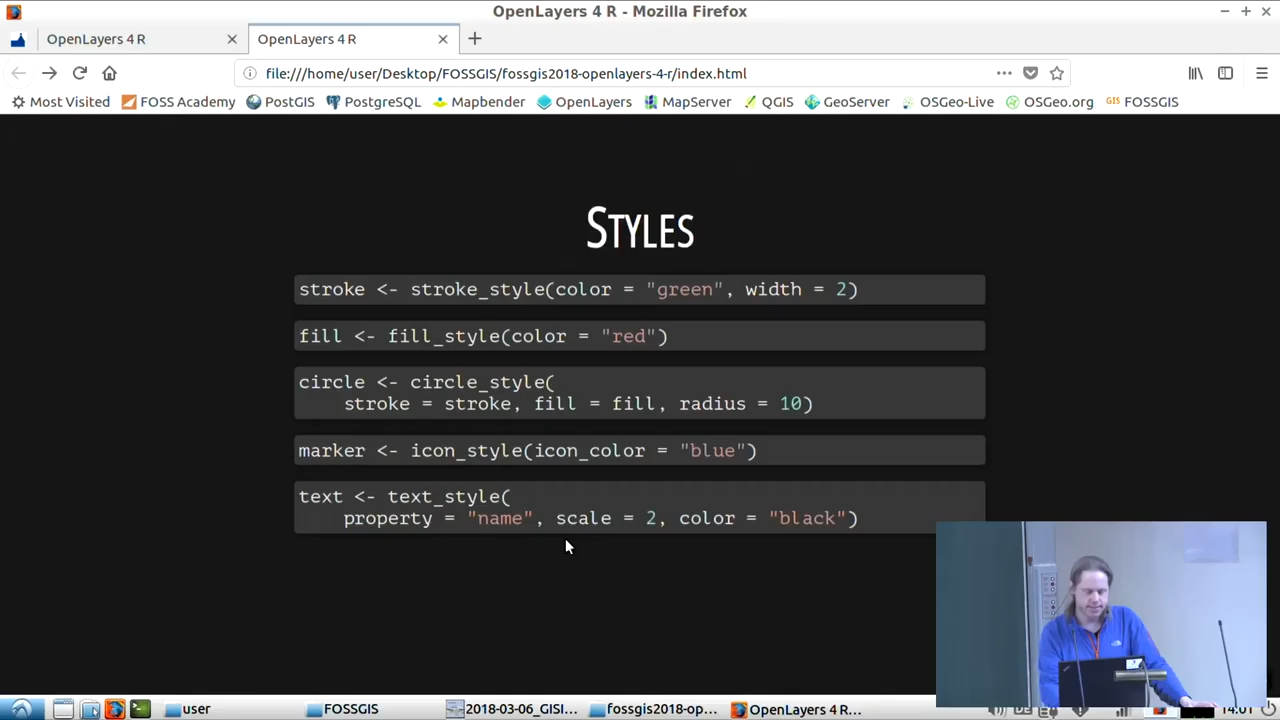 OpenLayers 4 R - Mozilla Firefox
OpenLayers 4 R
OpenLayers 4 R
file:///home/user/Desktop/FOSSGIS/fossgis2018-openlayers-4-r/index.html
Most Visited FOSS Academy PostGIS PostgreSQL Mapbender OpenLayers MapServer QGIS GeoServer OSGeo-Live OSGeo.org GIS FOSSGIS
STYLES
stroke <- stroke_style(color = "green", width = 2)
fill <- fill_style(color = "red")
circle <- circle_style(
stroke = stroke, fill = fill, radius = 10)
marker <- icon_style(icon_color = "blue")
text <- text_style(
property = "name", scale = 2, color = "black")
user FOSSGIS 2018-03-06_GISI... fossgis2018-op... OpenLayers 4 R... DE 14:01